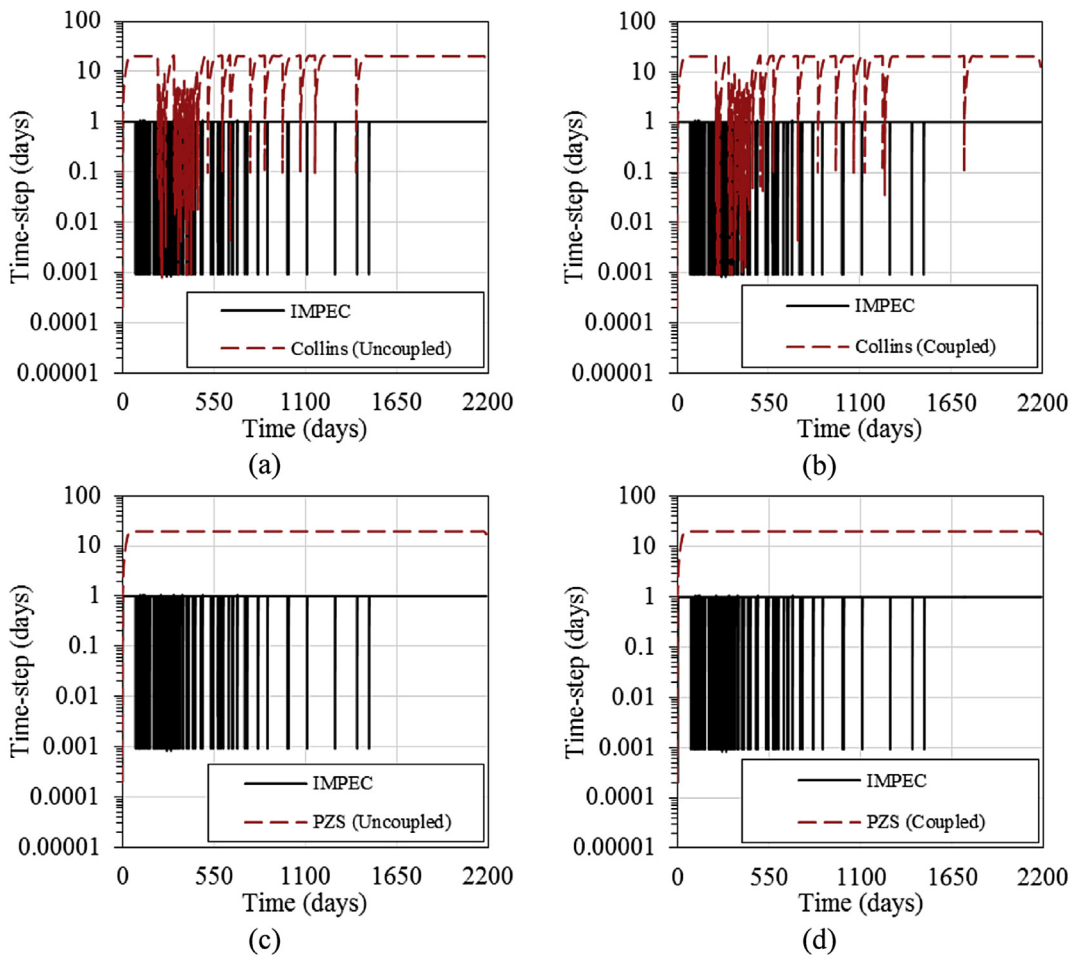 100
10
1
0.1
0.01
0.001
0.0001
0.00001
Time-step (days)
IMPEC
Collins (Uncoupled)
0 550 1100 1650 2200
Time (days)
(a)
100
10
1
0.1
0.01
0.001
0.0001
0.00001
Time-step (days)
IMPEC
Collins (Coupled)
0 550 1100 1650 2200
Time (days)
(b)
100
10
1
0.1
0.01
0.001
0.0001
0.00001
Time-step (days)
IMPEC
PZS (Uncoupled)
0 550 1100 1650 2200
Time (days)
(c)
100
10
1
0.1
0.01
0.001
0.0001
0.00001
Time-step (days)
IMPEC
PZS (Coupled)
0 550 1100 1650 2200
Time (days)
(d)